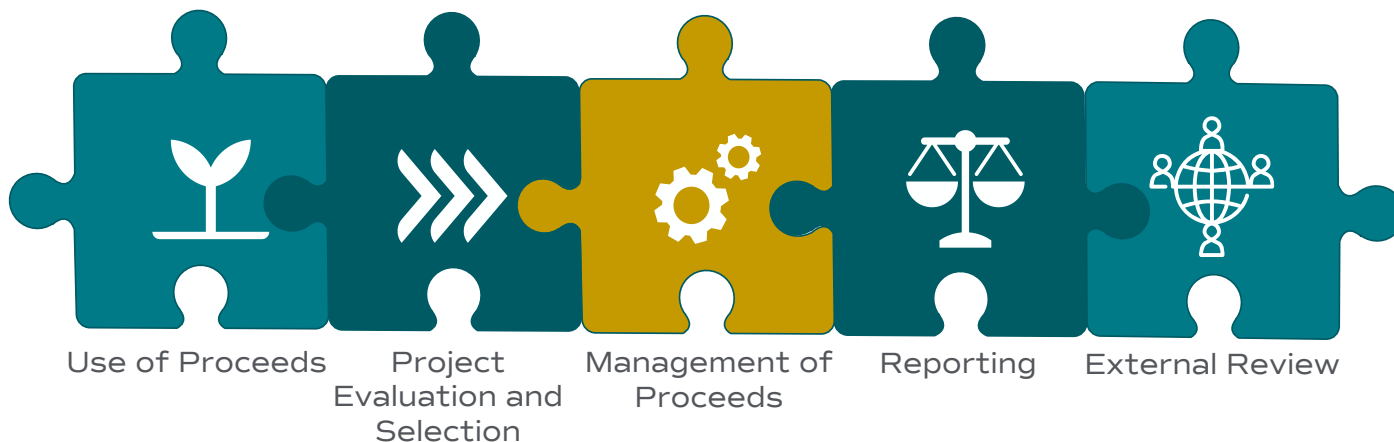 Use of Proceeds
Project
Evaluation and
Selection
Management of
Proceeds
Reporting
External Review